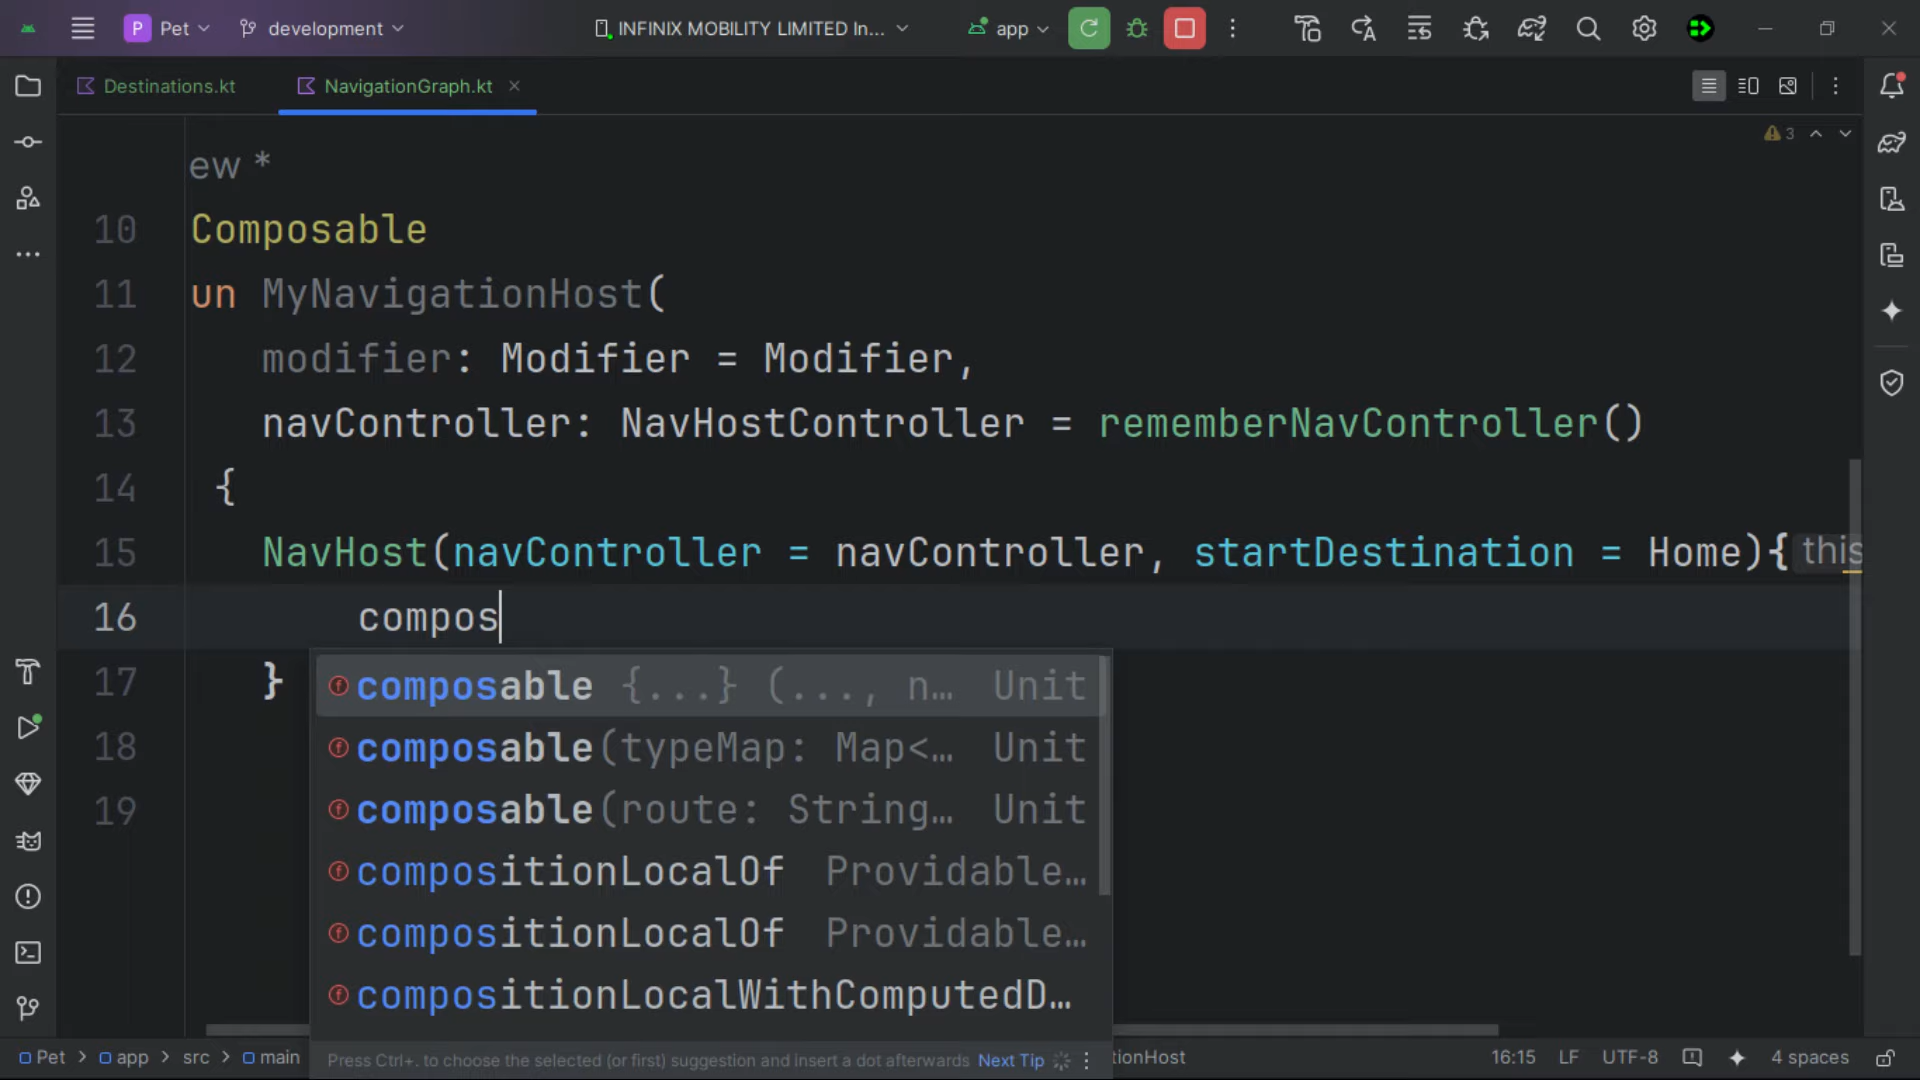 P Pet development INFINIX MOBILITY LIMITED In... app
Destinations.kt NavigationGraph.kt
3
ew *
10 Composable
11 un MyNavigationHost(
12 modifier: Modifier = Modifier,
13 navController: NavHostController = rememberNavController()
14 {
15 NavHost(navController = navController, startDestination = Home){ this
16 compos
17 }
18
19
composable {...} (..., n... Unit
composable(typeMap: Map<... Unit
composable(route: String... Unit
compositionLocalOf Providable...
compositionLocalOf Providable...
compositionLocalWithComputedD...
Press Ctrl+. to choose the selected (or first) suggestion and insert a dot afterwards Next Tip
Pet > app > src > main tionHost 16:15 LF UTF-8 4 spaces